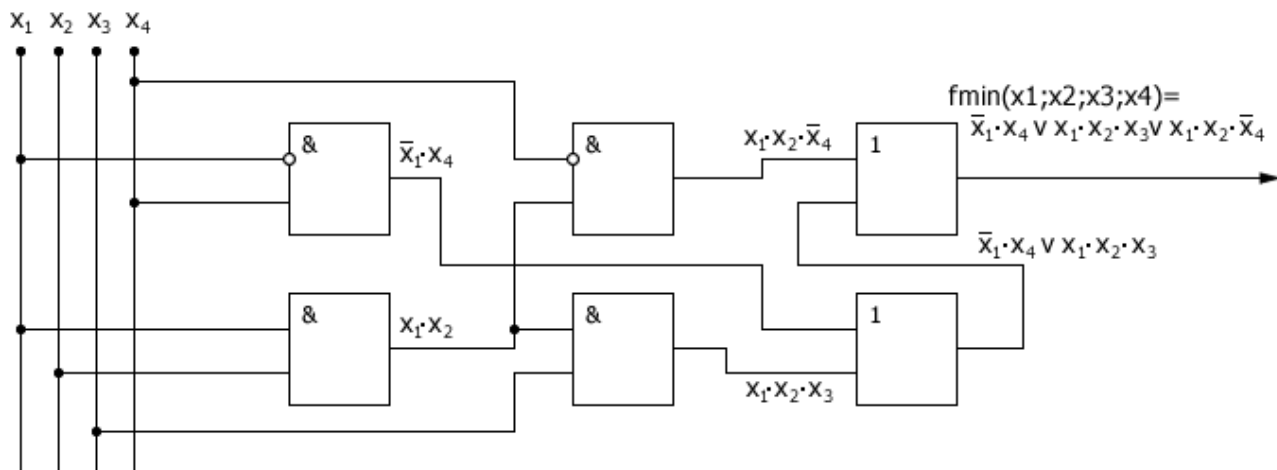 x₁ x₂ x₃ x₄
fmin(x1;x2;x3;x4)=
x̅₁·x₄ v x₁·x₂·x₃v x₁·x₂·x̅₄
& x̅₁·x₄ & x₁·x₂·x̅₄ 1
x̅₁·x₄ v x₁·x₂·x₃
& x₁·x₂ & 1
x₁·x₂·x₃